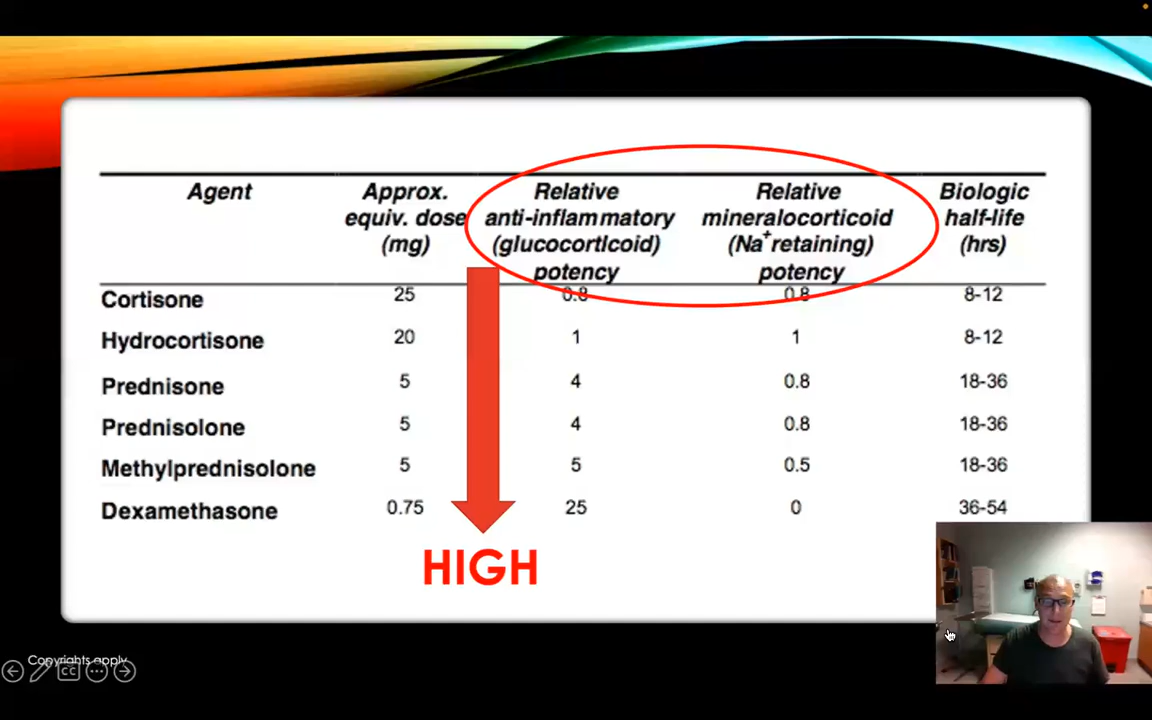 Agent Approx. equiv. dose (mg) Relative anti-inflammatory (glucocortlcoid) potency Relative mineralocorticoid (Na+retaining) potency Biologic half-life (hrs)
Cortisone 25 0.8 0.8 8-12
Hydrocortisone 20 1 1 8-12
Prednisone 5 4 0.8 18-36
Prednisolone 5 4 0.8 18-36
Methylprednisolone 5 5 0.5 18-36
Dexamethasone 0.75 25 0 36-54
HIGH
Copyrights apply
CC